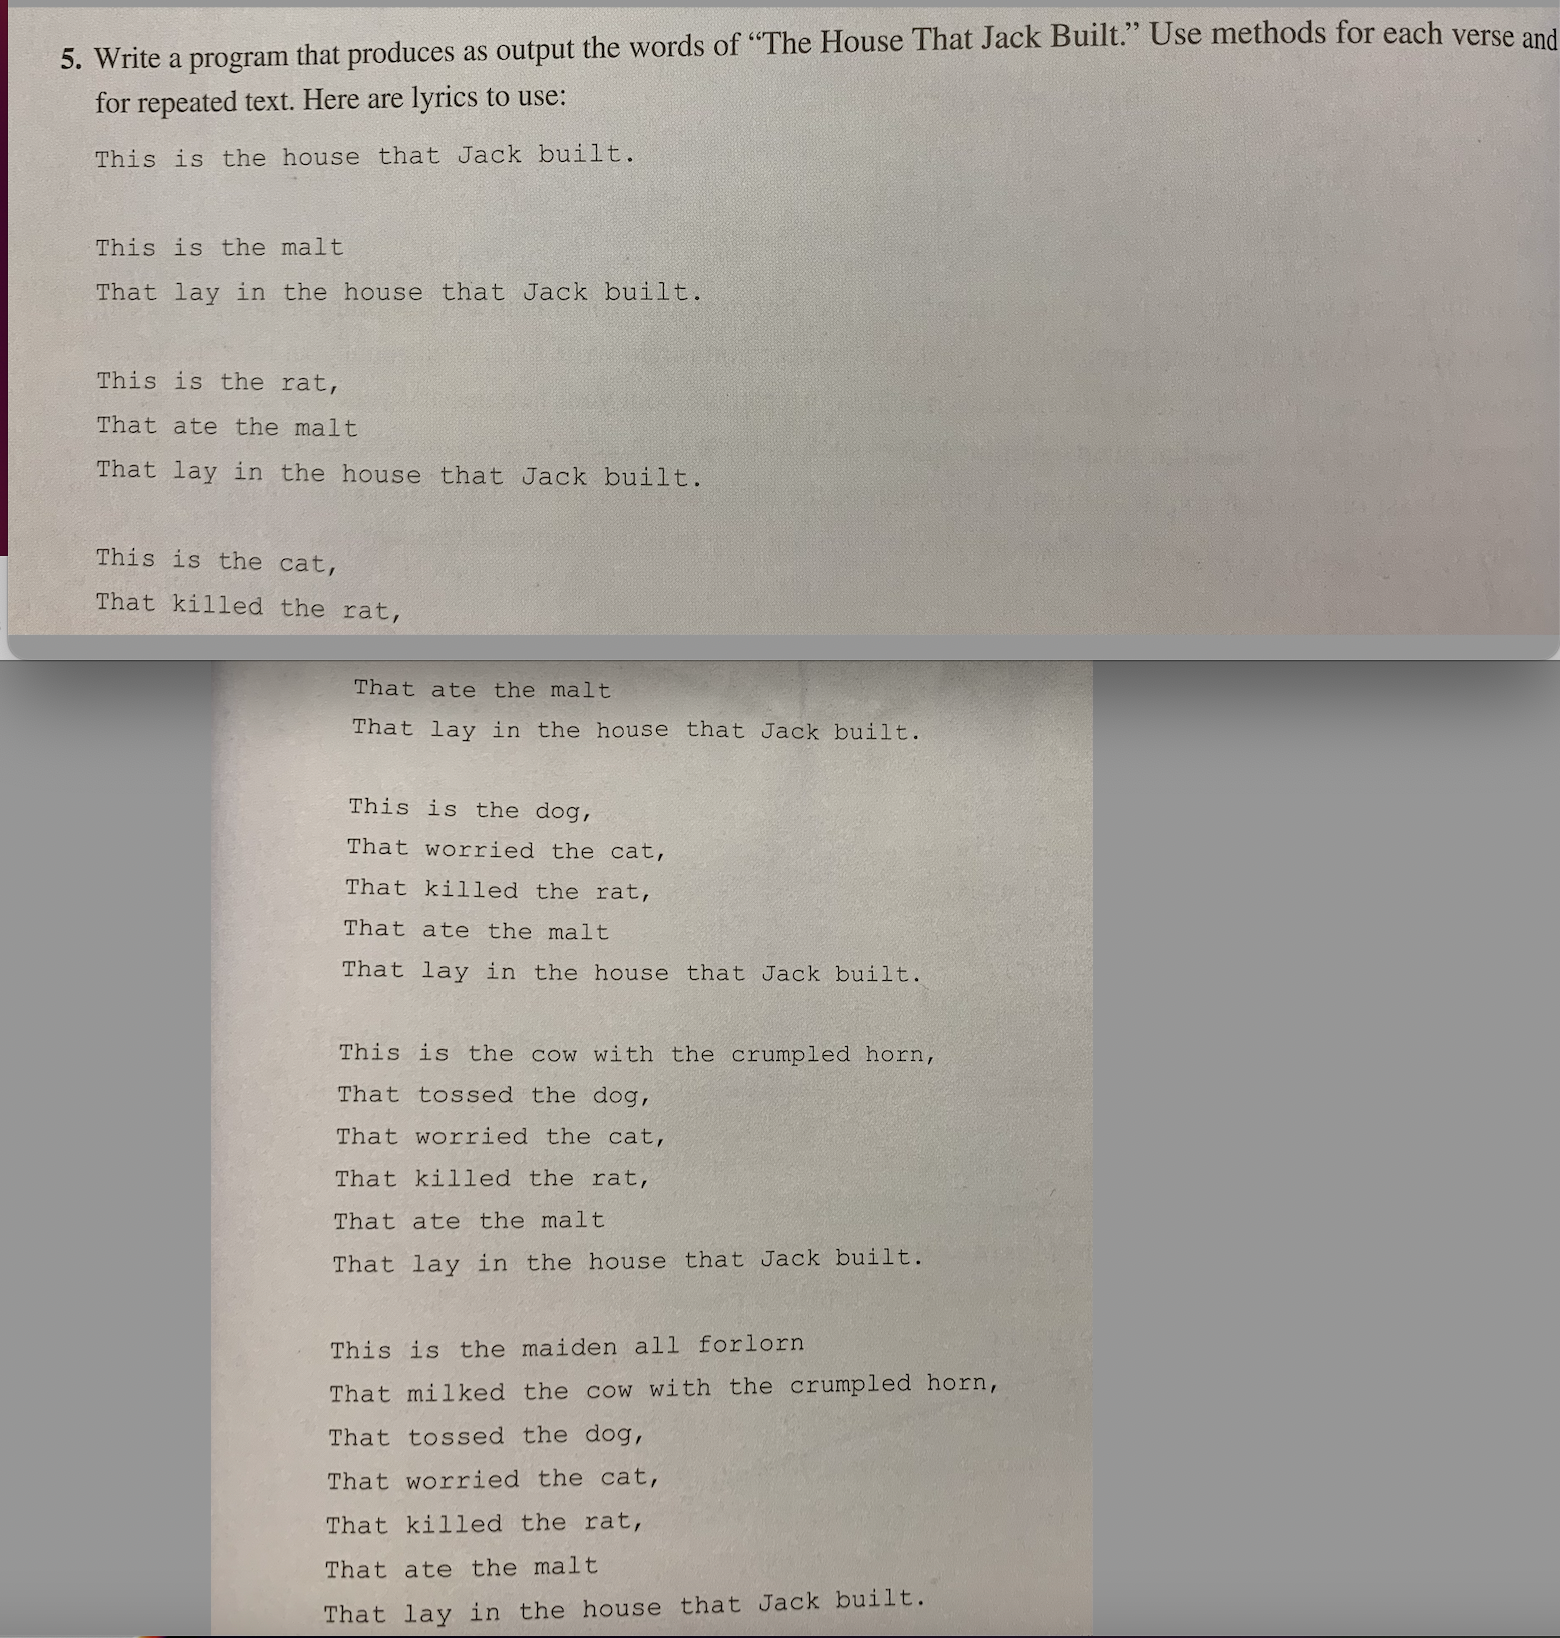 5. Write a program that produces as output the words of “The House That Jack Built.” Use methods for each verse and
for repeated text. Here are lyrics to use:
This is the house that Jack built.
This is the malt
That lay in the house that Jack built.
This is the rat,
That ate the malt
That lay in the house that Jack built.
This is the cat,
That killed the rat,
That ate the malt
That lay in the house that Jack built.
This is the dog,
That worried the cat,
That killed the rat,
That ate the malt
That lay in the house that Jack built.
This is the cow with the crumpled horn,
That tossed the dog,
That worried the cat,
That killed the rat,
That ate the malt
That lay in the house that Jack built.
This is the maiden all forlorn
That milked the cow with the crumpled horn,
That tossed the dog,
That worried the cat,
That killed the rat,
That ate the malt
That lay in the house that Jack built.